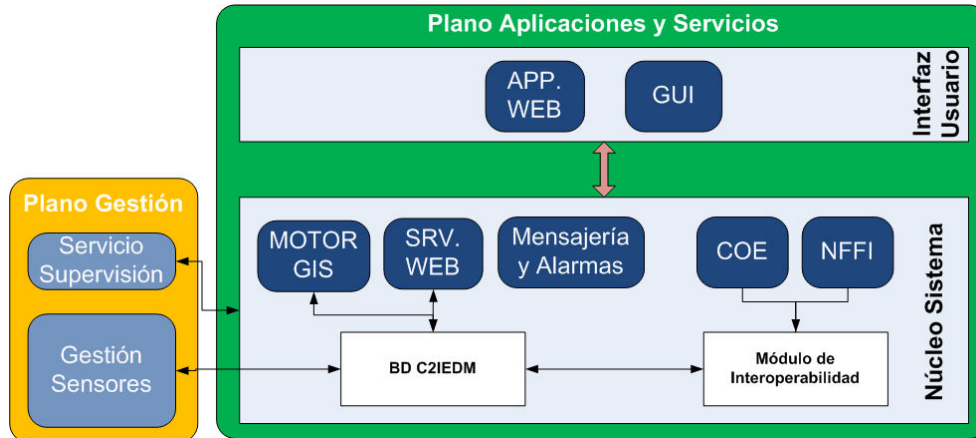 Plano Aplicaciones y Servicios
APP.
WEB
GUI
Interfaz
Usuario
Plano Gestión
Servicio
Supervisión
Gestión
Sensores
MOTOR
GIS
SRV.
WEB
Mensajería
y Alarmas
COE
NFFI
BD C2IEDM
Módulo de
Interoperabilidad
Núcleo Sistema